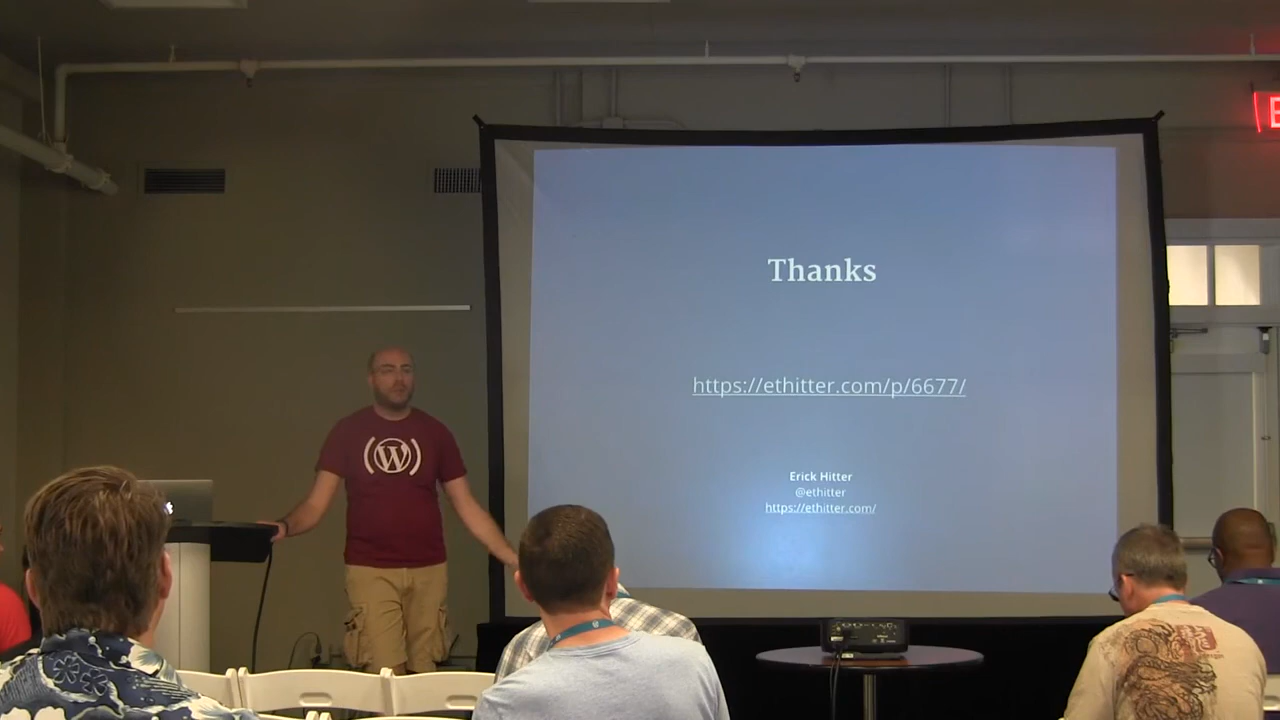 Thanks
https://ethitter.com/p/6677/
Erick Hitter
@ethitter
https://ethitter.com/
(W)
E